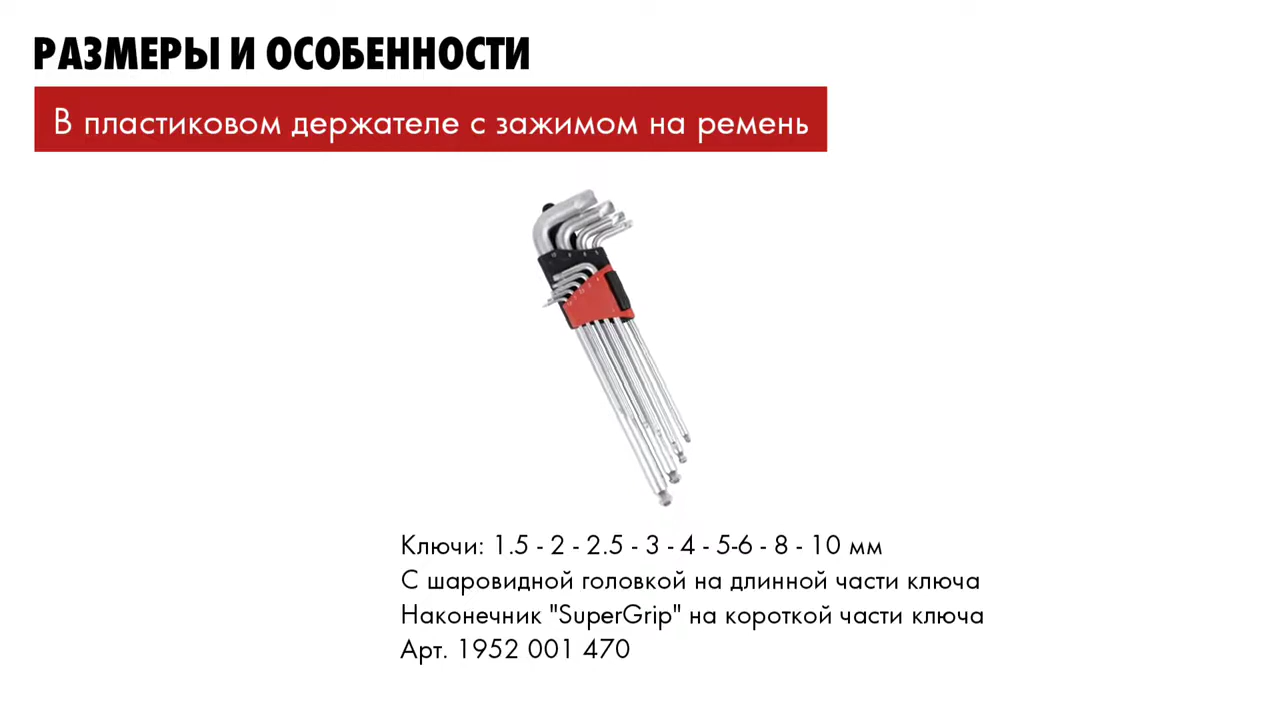 РАЗМЕРЫ И ОСОБЕННОСТИ
В пластиковом держателе с зажимом на ремень
Ключи: 1.5 - 2 - 2.5 - 3 - 4 - 5-6 - 8 - 10 мм
С шаровидной головкой на длинной части ключа
Наконечник "SuperGrip" на короткой части ключа
Арт. 1952 001 470